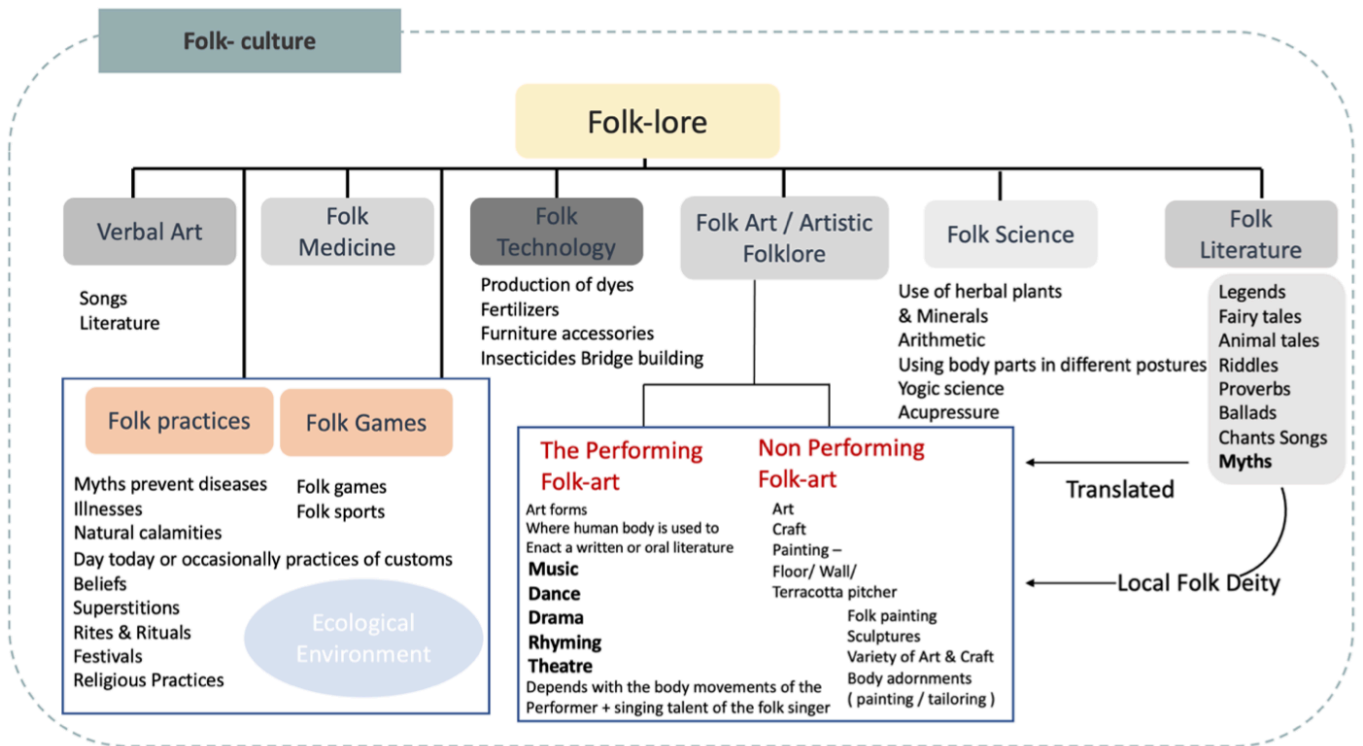 Folk- culture
Folk-lore
Verbal Art
Songs
Literature
Folk
Medicine
Folk
Technology
Production of dyes
Fertilizers
Furniture accessories
Insecticides Bridge building
Folk Art / Artistic
Folklore
Folk Science
Use of herbal plants
& Minerals
Arithmetic
Using body parts in different postures
Yogic science
Acupressure
Folk
Literature
Legends
Fairy tales
Animal tales
Riddles
Proverbs
Ballads
Chants Songs
Myths
Folk practices
Myths prevent diseases
Illnesses
Natural calamities
Day today or occasionally practices of customs
Beliefs
Superstitions
Rites & Rituals
Festivals
Religious Practices
Folk Games
Folk games
Folk sports
Ecological
Environment
The Performing
Folk-art
Art forms
Where human body is used to
Enact a written or oral literature
Music
Dance
Drama
Rhyming
Theatre
Depends with the body movements of the
Performer + singing talent of the folk singer
Non Performing
Folk-art
Art
Craft
Painting –
Floor/ Wall/
Terracotta pitcher
Folk painting
Sculptures
Variety of Art & Craft
Body adornments
( painting / tailoring )
Translated
Local Folk Deity